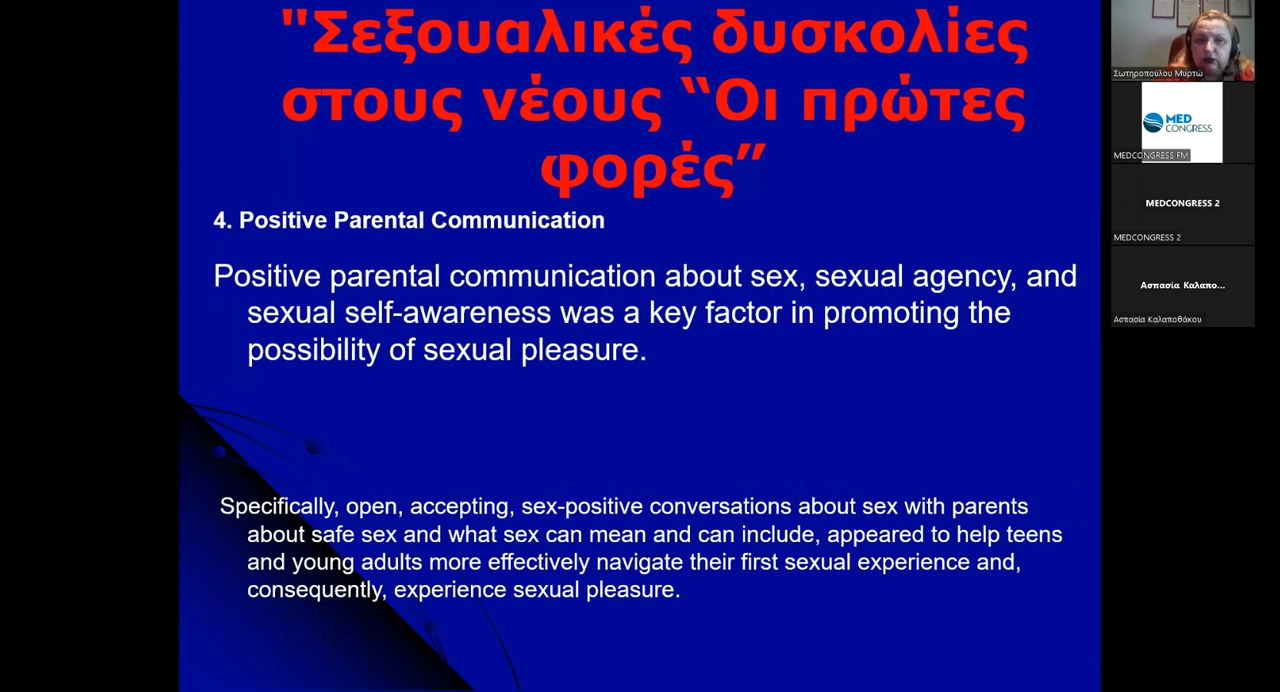 "Σεξουαλικές δυσκολίες
στους νέους “Οι πρώτες
φορές”
4. Positive Parental Communication
Positive parental communication about sex, sexual agency, and
sexual self-awareness was a key factor in promoting the
possibility of sexual pleasure.
Specifically, open, accepting, sex-positive conversations about sex with parents
about safe sex and what sex can mean and can include, appeared to help teens
and young adults more effectively navigate their first sexual experience and,
consequently, experience sexual pleasure.
Σωτηροπούλου Μυρτώ
MED
CONGRESS
MEDCONGRESS FM
MEDCONGRESS 2
MEDCONGRESS 2
Ασπασία Καλαπο...
Ασπασία Καλαποθάκου